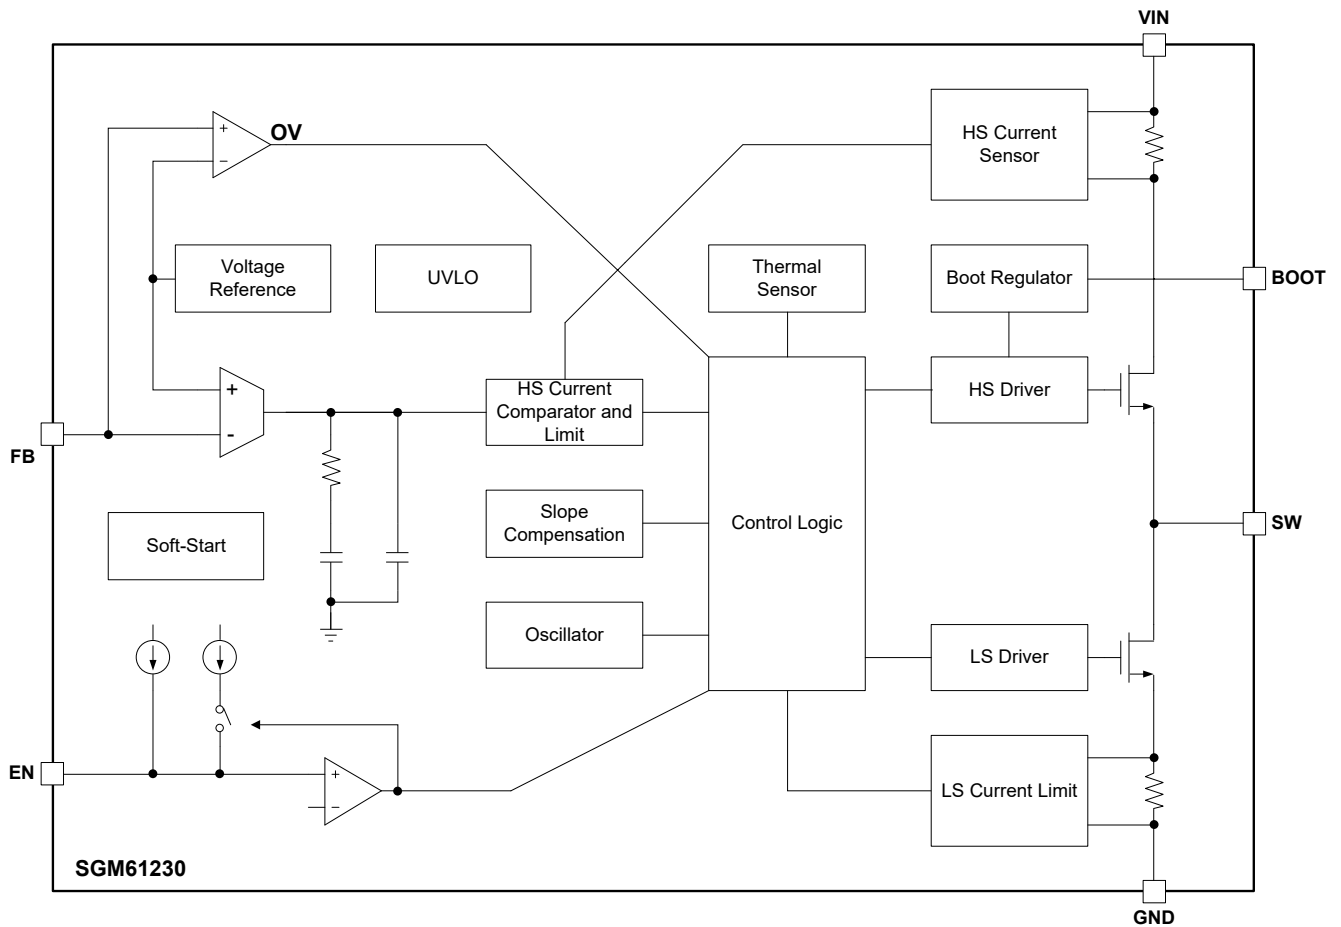 VIN
+
OV
−
HS Current
Sensor
Voltage
Reference
UVLO
Thermal
Sensor
Boot Regulator
BOOT
+
-
HS Current
Comparator and
Limit
HS Driver
FB
Slope
Compensation
Control Logic
SW
Soft-Start
Oscillator
LS Driver
EN
+
−
LS Current Limit
SGM61230
GND